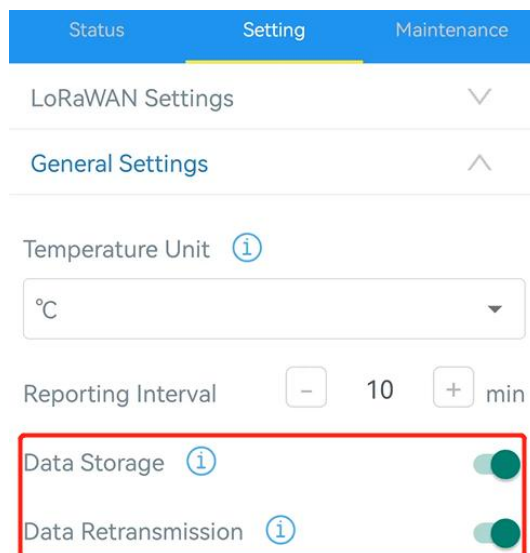 Status Setting Maintenance
LoRaWAN Settings
General Settings
Temperature Unit i
°C
Reporting Interval - 10 + min
Data Storage i
Data Retransmission i